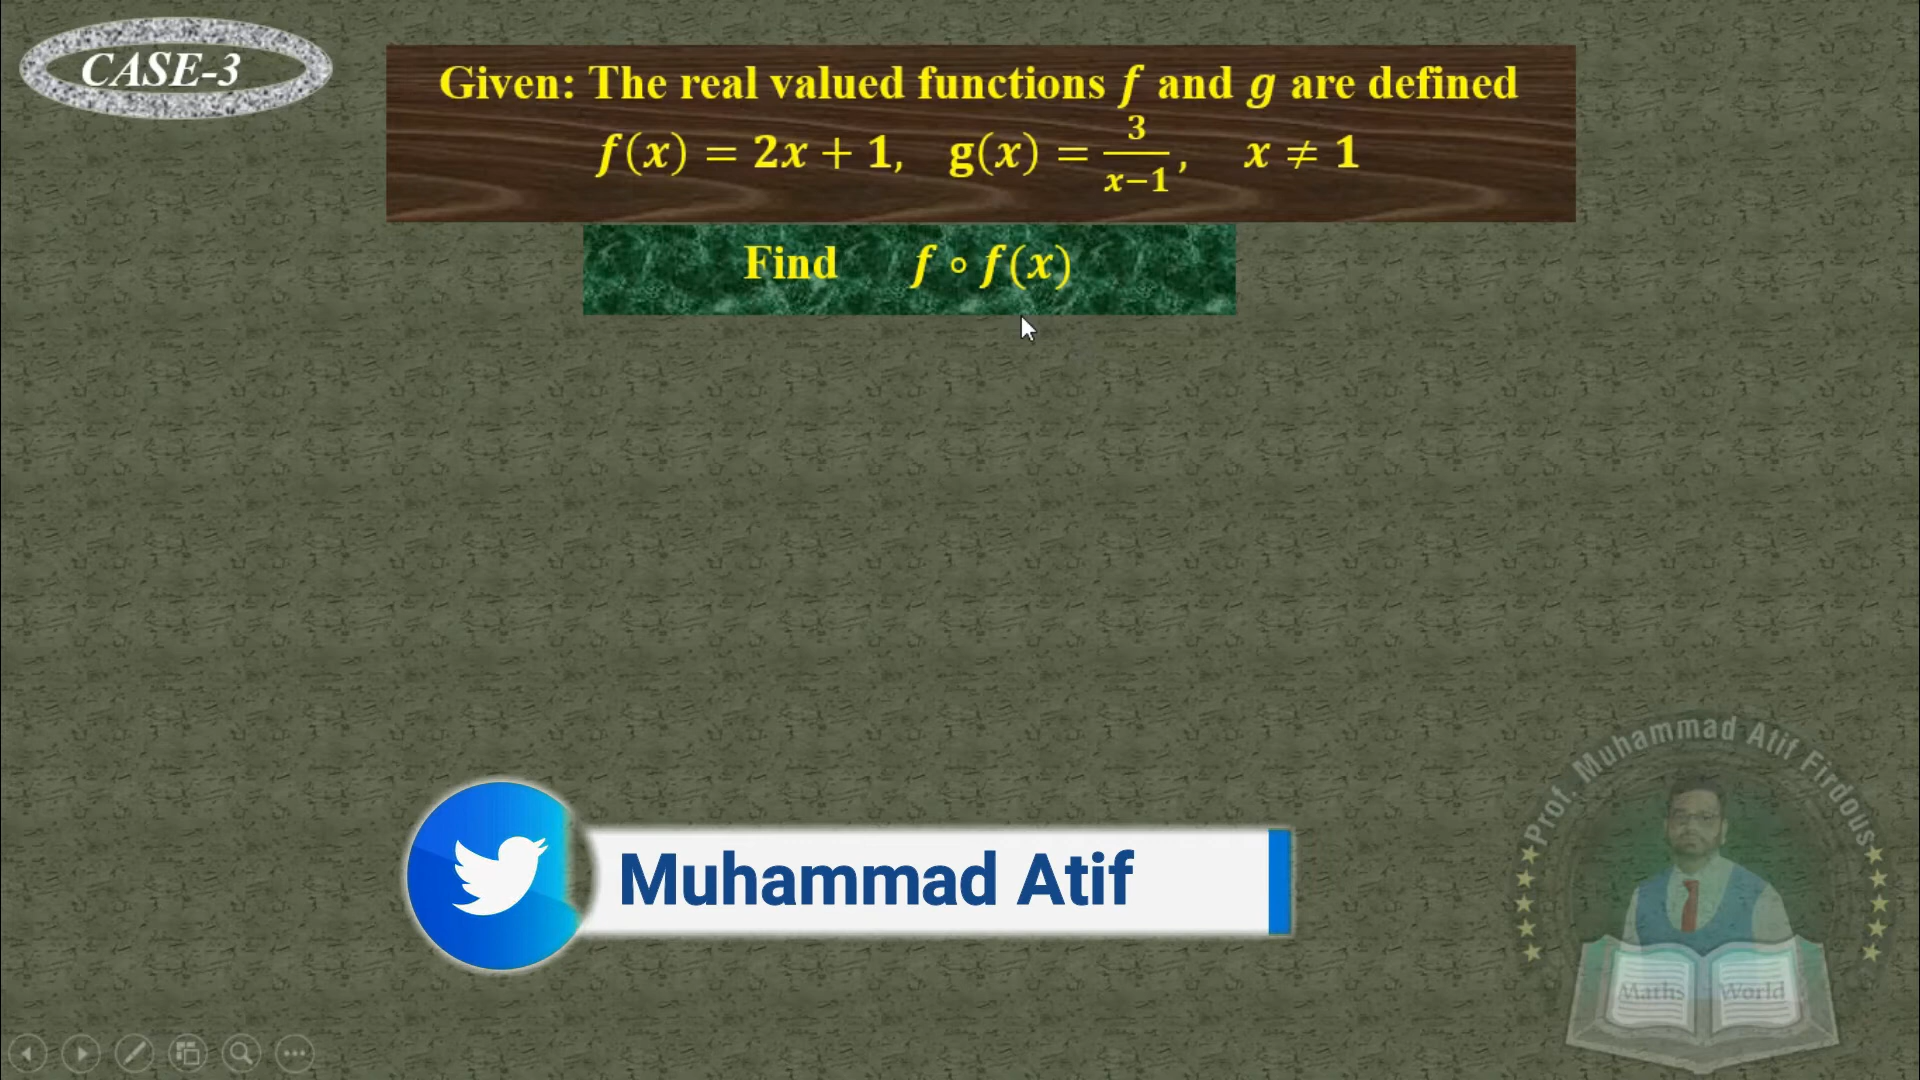 CASE-3
Given: The real valued functions f and g are defined
f(x) = 2x + 1, g(x) = 3/(x−1), x ≠ 1
Find f ∘ f(x)
Muhammad Atif
Prof. Muhammad Atif Firdous
Maths World